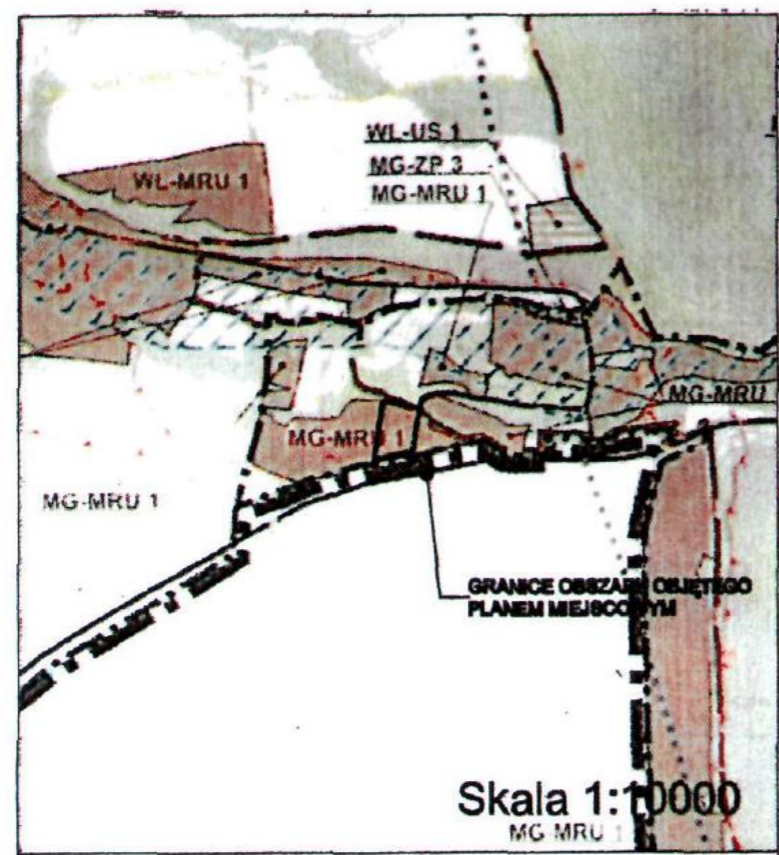 WL-US 1
MG-ZP 3
MG-MRU 1
WL-MRU 1
MG-MRU
MG-MRU 1
MG-MRU 1
GRANICE OBSZARU OBJĘTEGO
PLANEM MIEJSCOWYM
Skala 1:10000
MG-MRU 1